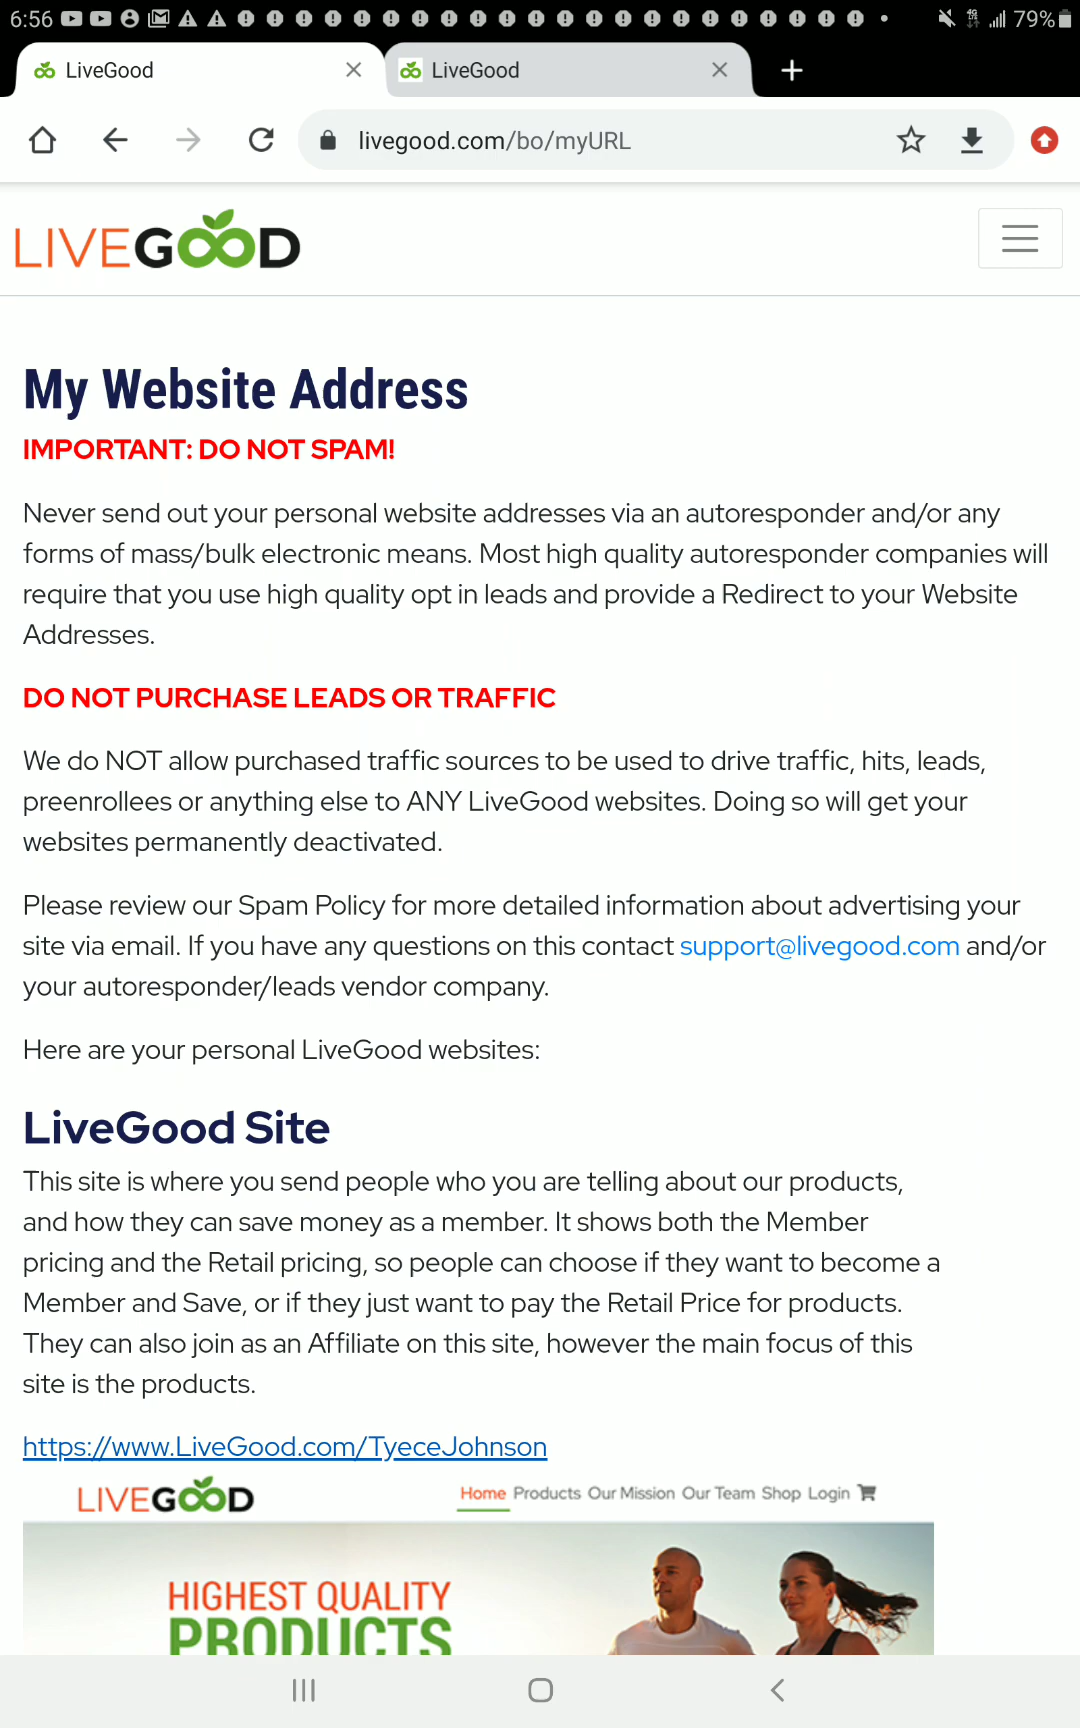 6:56 79%
LiveGood LiveGood
livegood.com/bo/myURL
LIVEGOOD
My Website Address
IMPORTANT: DO NOT SPAM!
Never send out your personal website addresses via an autoresponder and/or any
forms of mass/bulk electronic means. Most high quality autoresponder companies will
require that you use high quality opt in leads and provide a Redirect to your Website
Addresses.
DO NOT PURCHASE LEADS OR TRAFFIC
We do NOT allow purchased traffic sources to be used to drive traffic, hits, leads,
preenrollees or anything else to ANY LiveGood websites. Doing so will get your
websites permanently deactivated.
Please review our Spam Policy for more detailed information about advertising your
site via email. If you have any questions on this contact support@livegood.com and/or
your autoresponder/leads vendor company.
Here are your personal LiveGood websites:
LiveGood Site
This site is where you send people who you are telling about our products,
and how they can save money as a member. It shows both the Member
pricing and the Retail pricing, so people can choose if they want to become a
Member and Save, or if they just want to pay the Retail Price for products.
They can also join as an Affiliate on this site, however the main focus of this
site is the products.
https://www.LiveGood.com/TyeceJohnson
LIVEGOOD Home Products Our Mission Our Team Shop Login
HIGHEST QUALITY
PRODUCTS